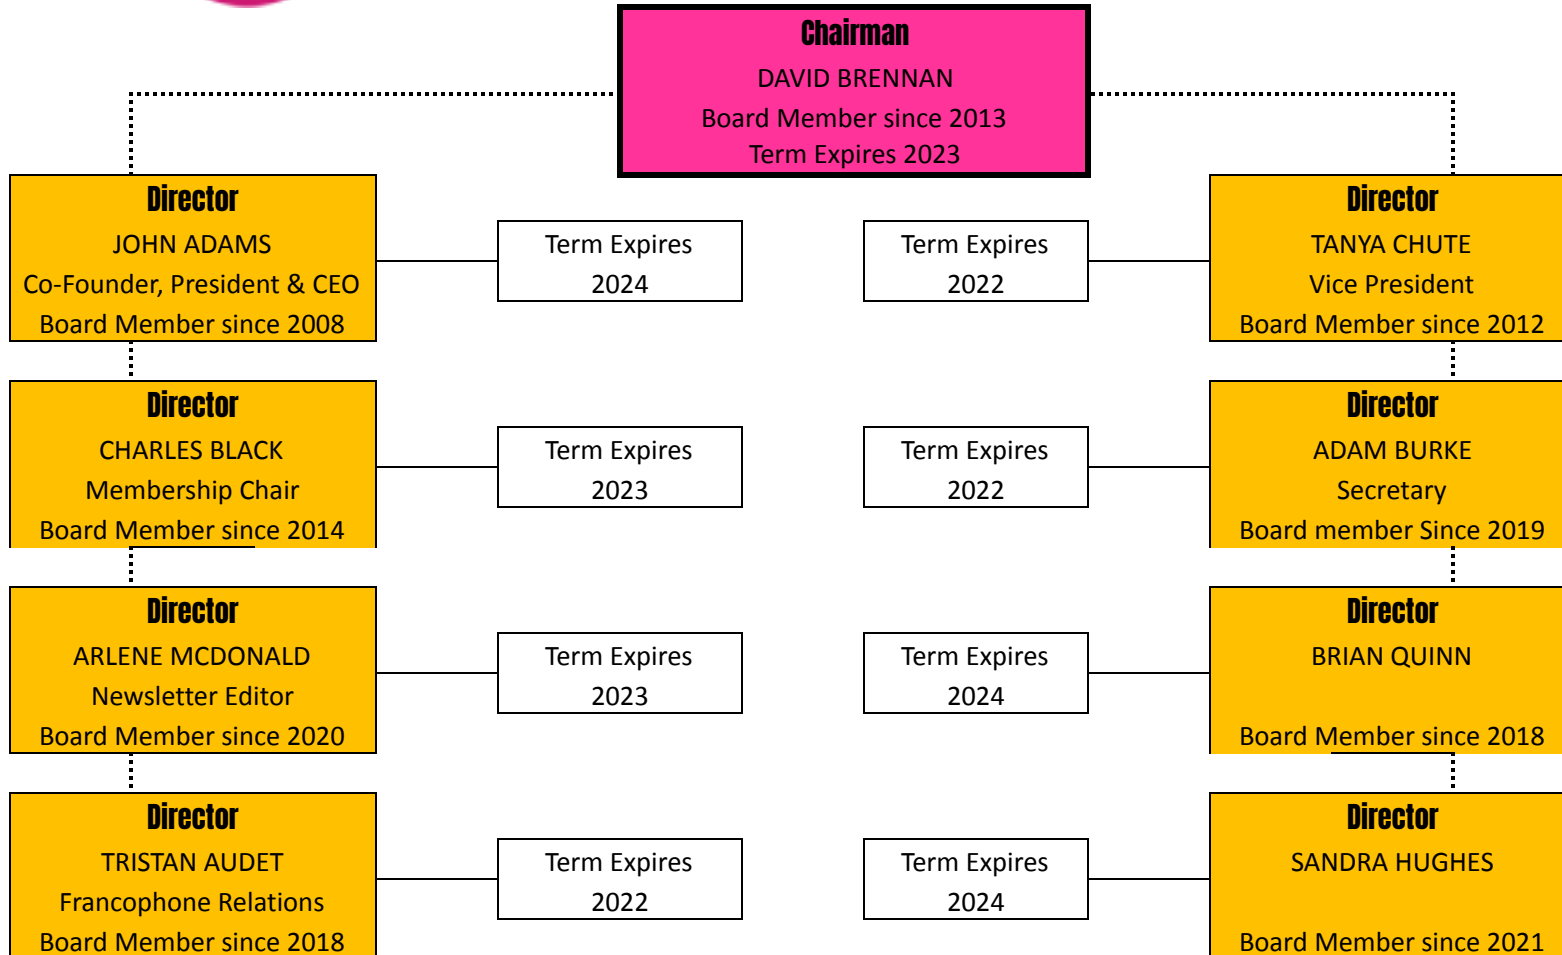 Chairman
DAVID BRENNAN
Board Member since 2013
Term Expires 2023
Director
JOHN ADAMS
Co-Founder, President & CEO
Board Member since 2008
Term Expires
2024
Term Expires
2022
Director
TANYA CHUTE
Vice President
Board Member since 2012
Director
CHARLES BLACK
Membership Chair
Board Member since 2014
Term Expires
2023
Term Expires
2022
Director
ADAM BURKE
Secretary
Board member Since 2019
Director
ARLENE MCDONALD
Newsletter Editor
Board Member since 2020
Term Expires
2023
Term Expires
2024
Director
BRIAN QUINN
Board Member since 2018
Director
TRISTAN AUDET
Francophone Relations
Board Member since 2018
Term Expires
2022
Term Expires
2024
Director
SANDRA HUGHES
Board Member since 2021